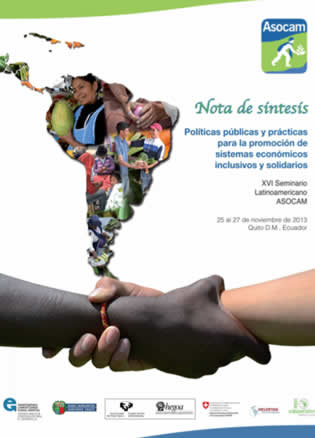 Asocam
Nota de síntesis
Políticas públicas y prácticas
para la promoción de
sistemas económicos
inclusivos y solidarios
XVI Seminario
Latinoamericano
ASOCAM
25 al 27 de noviembre de 2013
Quito D.M., Ecuador
hegoa
HELVETAS